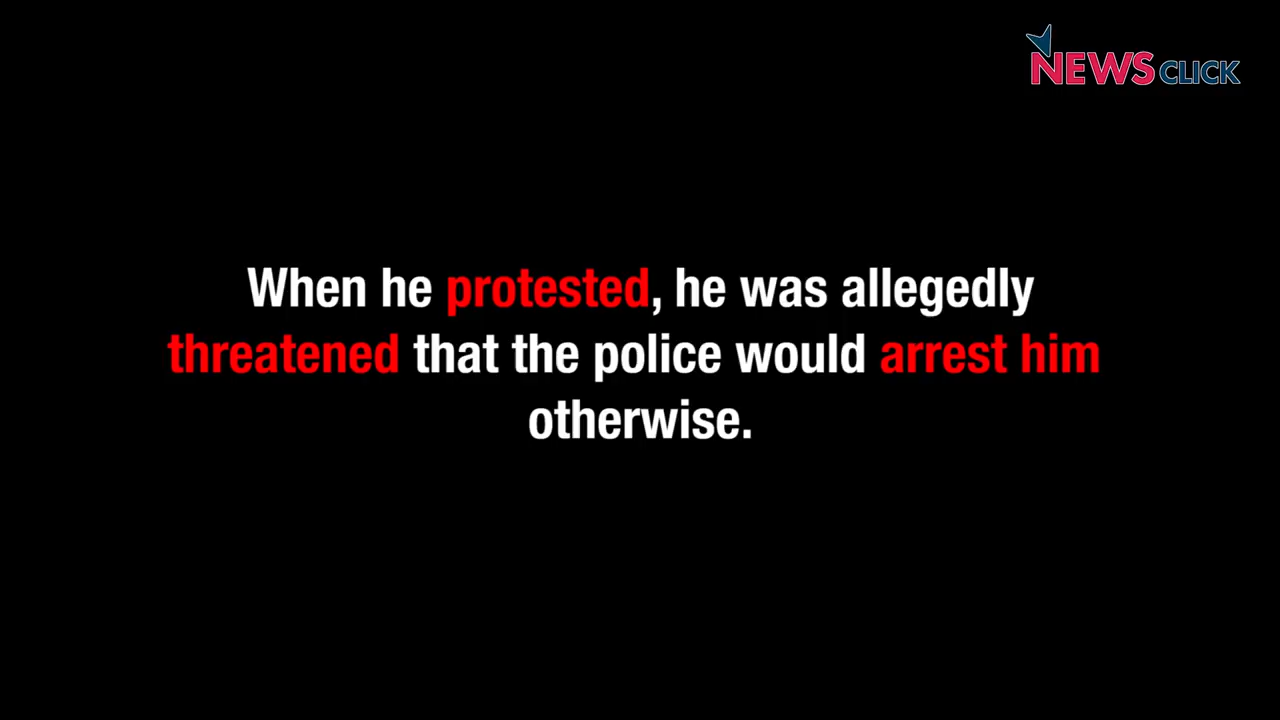 NEWSCLICK
When he protested, he was allegedly
threatened that the police would arrest him
otherwise.